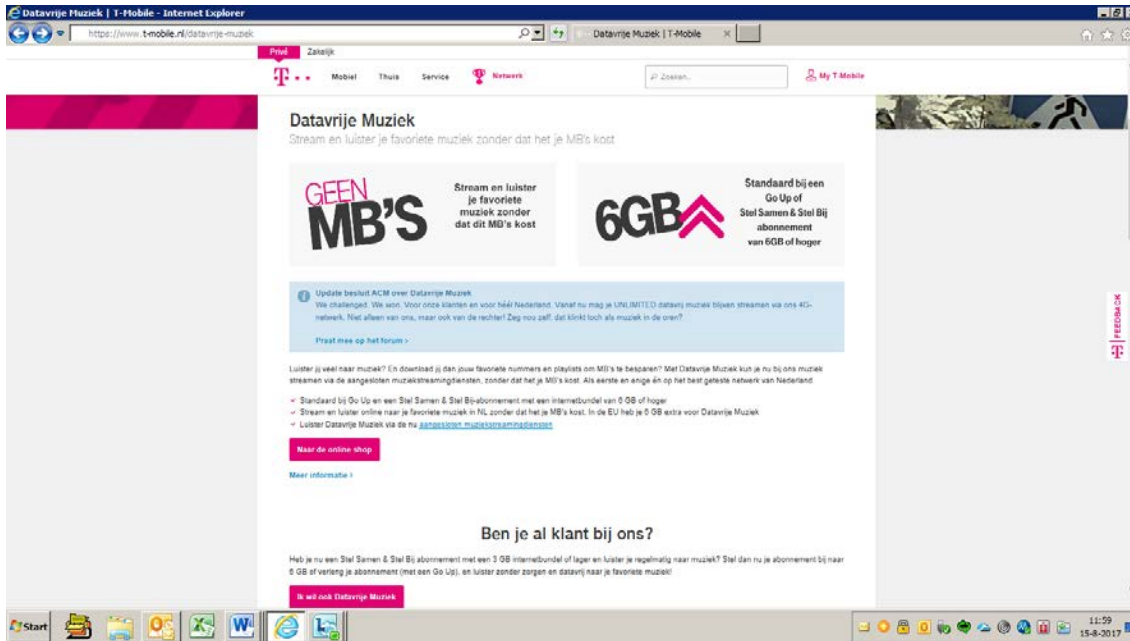 Datavrije Muziek | T-Mobile - Internet Explorer
https://www.t-mobile.nl/datavrije-muziek
Datavrije Muziek | T-Mobile
Privé Zakelijk
Mobiel Thuis Service Netwerk Zoeken.. My T-Mobile
Datavrije Muziek
Stream en luister je favoriete muziek zonder dat het je MB's kost
GEEN
MB'S
Stream en luister
je favoriete
muziek zonder
dat dit MB's kost
6GB
Standaard bij een
Go Up of
Stel Samen & Stel Bij
abonnement
van 6GB of hoger
Update besluit ACM over Datavrije Muziek
We challenged. We won. Voor onze klanten en voor héél Nederland. Vanaf nu mag je UNLIMITED datavrij muziek blijven streamen via ons 4G-
netwerk. Niet alleen van ons, maar ook van de rechter! Zeg nou zelf, dat klinkt toch als muziek in de oren?
Praat mee op het forum >
FEEDBACK
Luister jij veel naar muziek? En download jij dan jouw favoriete nummers en playlists om MB's te besparen? Met Datavrije Muziek kun je nu bij ons muziek
streamen via de aangesloten muziekstreamingdiensten, zonder dat het je MB's kost. Als eerste en enige én op het best geteste netwerk van Nederland
Standaard bij Go Up en een Stel Samen & Stel Bij-abonnement met een internetbundel van 6 GB of hoger
Stream en luister online naar je favoriete muziek in NL zonder dat het je MB's kost. In de EU heb je 6 GB extra voor Datavrije Muziek
Luister Datavrije Muziek via de nu aangesloten muziekstreamingdiensten
Naar de online shop
Meer informatie >
Ben je al klant bij ons?
Heb je nu een Stel Samen & Stel Bij abonnement met een 3 GB internetbundel of lager en luister je regelmatig naar muziek? Stel dan nu je abonnement bij naar
6 GB of verleng je abonnement (met een Go Up), en luister zonder zorgen en datavrij naar je favoriete muziek!
Ik wil ook Datavrije Muziek
Start
11:59
15-8-2017